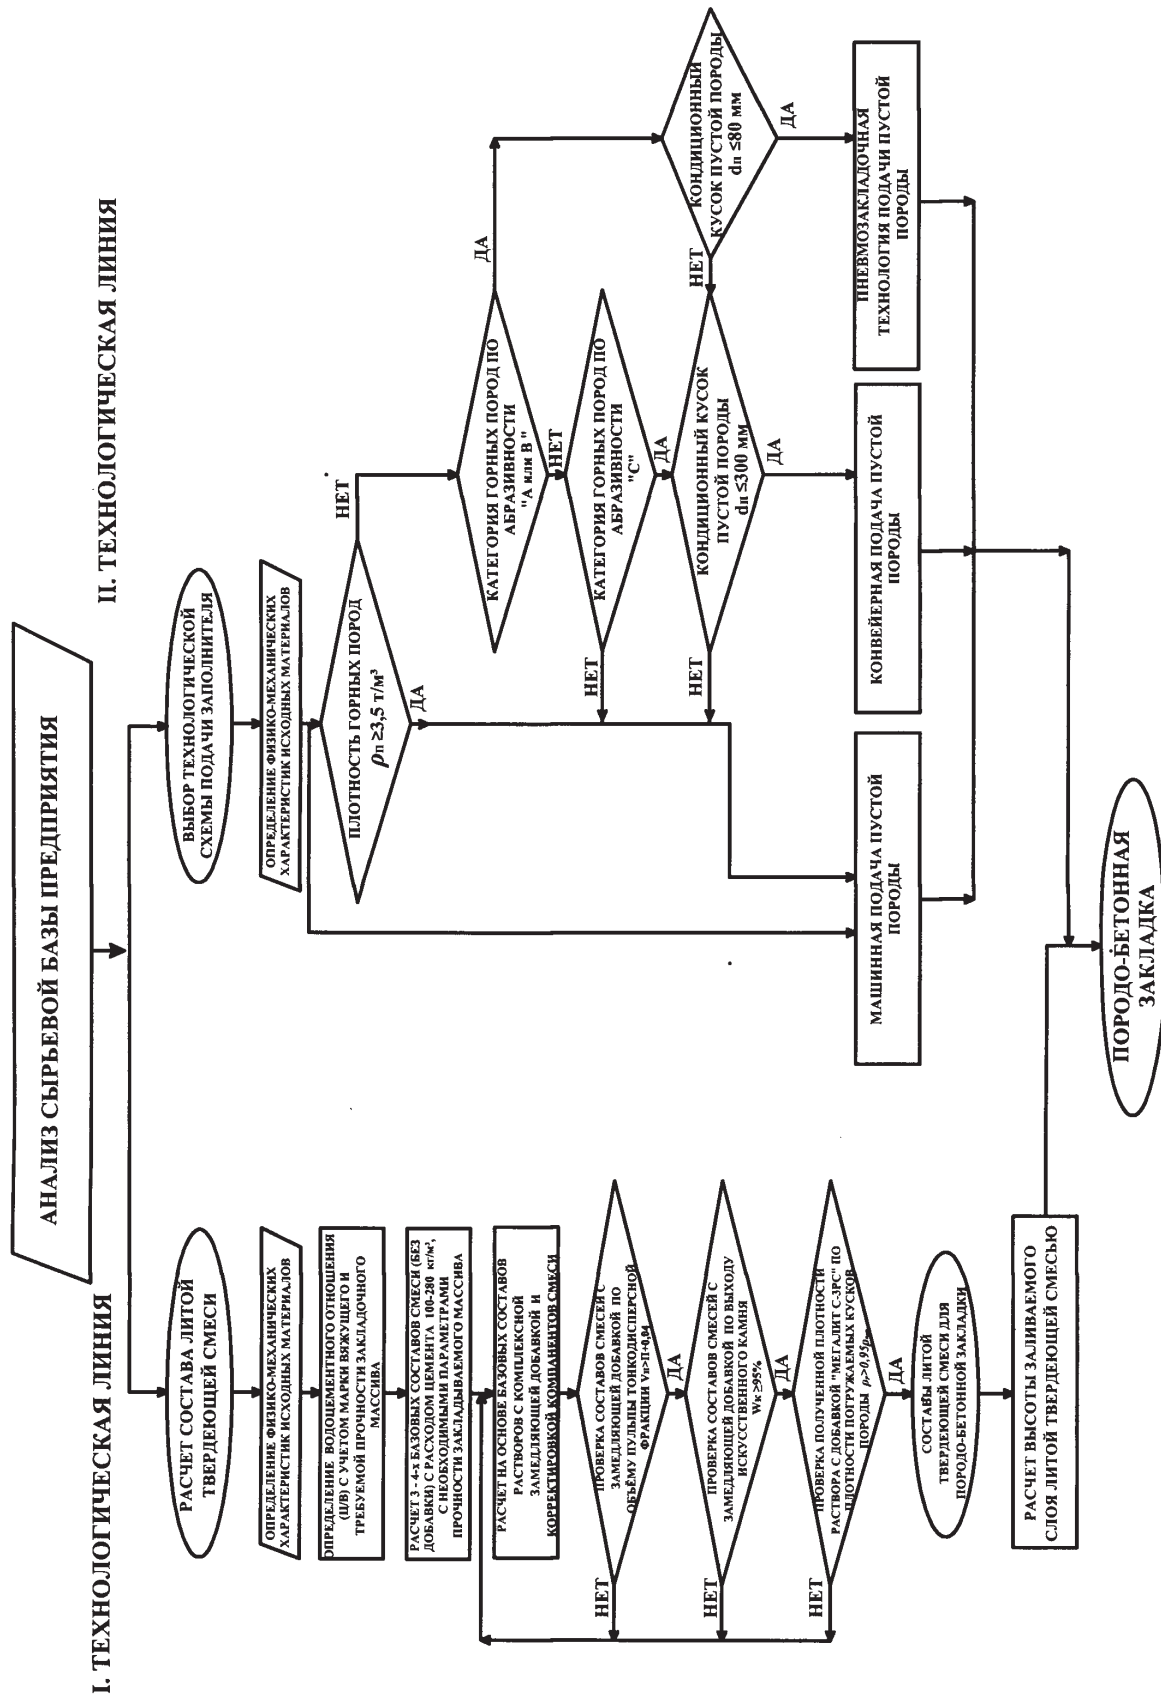 АНАЛИЗ СЫРЬЕВОЙ БАЗЫ ПРЕДПРИЯТИЯ
I. ТЕХНОЛОГИЧЕСКАЯ ЛИНИЯ
РАСЧЕТ СОСТАВА ЛИТОЙ
ТВЕРДЕЮЩЕЙ СМЕСИ
ОПРЕДЕЛЕНИЕ ФИЗИКО-МЕХАНИЧЕСКИХ
ХАРАКТЕРИСТИК ИСХОДНЫХ МАТЕРИАЛОВ
ОПРЕДЕЛЕНИЕ ВОДОЦЕМЕНТНОГО ОТНОШЕНИЯ
(Ц/В) С УЧЕТОМ МАРКИ ВЯЖУЩЕГО И
ТРЕБУЕМОЙ ПРОЧНОСТИ ЗАКЛАДОЧНОГО
МАССИВА
РАСЧЕТ 3 - 4-х БАЗОВЫХ СОСТАВОВ СМЕСИ (БЕЗ
ДОБАВКИ) С РАСХОДОМ ЦЕМЕНТА 100-280 кг/м³,
С НЕОБХОДИМЫМИ ПАРАМЕТРАМИ
ПРОЧНОСТИ ЗАКЛАДЫВАЕМОГО МАССИВА
РАСЧЕТ НА ОСНОВЕ БАЗОВЫХ СОСТАВОВ
РАСТВОРОВ С КОМПЛЕКСНОЙ
ЗАМЕДЛЯЮЩЕЙ ДОБАВКОЙ И
КОРРЕКТИРОВКОЙ КОМПАНЕНТОВ СМЕСИ
ПРОВЕРКА СОСТАВОВ СМЕСЕЙ С
ЗАМЕДЛЯЮЩЕЙ ДОБАВКОЙ ПО
ОБЪЁМУ ПУЛЬПЫ ТОНКОДИСПЕРСНОЙ
ФРАКЦИИ Vп>П+0,04
НЕТ
ДА
ПРОВЕРКА СОСТАВОВ СМЕСЕЙ С
ЗАМЕДЛЯЮЩЕЙ ДОБАВКОЙ ПО ВЫХОДУ
ИСКУССТВЕННОГО КАМНЯ
Wк ≥95%
НЕТ
ДА
ПРОВЕРКА ПОЛУЧЕННОЙ ПЛОТНОСТИ
РАСТВОРА С ДОБАВКОЙ "МЕГАЛИТ С-3РС" ПО
ПЛОТНОСТИ ПОГРУЖАЕМЫХ КУСКОВ
ПОРОДЫ
НЕТ
ДА
СОСТАВЫ ЛИТОЙ
ТВЕРДЕЮЩЕЙ СМЕСИ ДЛЯ
ПОРОДО-БЕТОННОЙ ЗАКЛАДКИ
РАСЧЕТ ВЫСОТЫ ЗАЛИВАЕМОГО
СЛОЯ ЛИТОЙ ТВЕРДЕЮЩЕЙ СМЕСЬЮ
II. ТЕХНОЛОГИЧЕСКАЯ ЛИНИЯ
ВЫБОР ТЕХНОЛОГИЧЕСКОЙ
СХЕМЫ ПОДАЧИ ЗАПОЛНИТЕЛЯ
ОПРЕДЕЛЕНИЕ ФИЗИКО-МЕХАНИЧЕСКИХ
ХАРАКТЕРИСТИК ИСХОДНЫХ МАТЕРИАЛОВ
ПЛОТНОСТЬ ГОРНЫХ ПОРОД
ρп ≥3,5 т/м³
НЕТ
ДА
КАТЕГОРИЯ ГОРНЫХ ПОРОД ПО
АБРАЗИВНОСТИ
"А или В"
ДА
НЕТ
КАТЕГОРИЯ ГОРНЫХ ПОРОД ПО
АБРАЗИВНОСТИ
"С"
НЕТ
ДА
КОНДИЦИОННЫЙ
КУСОК ПУСТОЙ ПОРОДЫ
dп ≤80 мм
НЕТ
ДА
КОНДИЦИОННЫЙ КУСОК
ПУСТОЙ ПОРОДЫ
dп ≤300 мм
НЕТ
ДА
МАШИННАЯ ПОДАЧА ПУСТОЙ
ПОРОДЫ
КОНВЕЙЕРНАЯ ПОДАЧА ПУСТОЙ
ПОРОДЫ
ПНЕВМОЗАКЛАДОЧНАЯ
ТЕХНОЛОГИЯ ПОДАЧИ ПУСТОЙ
ПОРОДЫ
ПОРОДО-БЕТОННАЯ
ЗАКЛАДКА